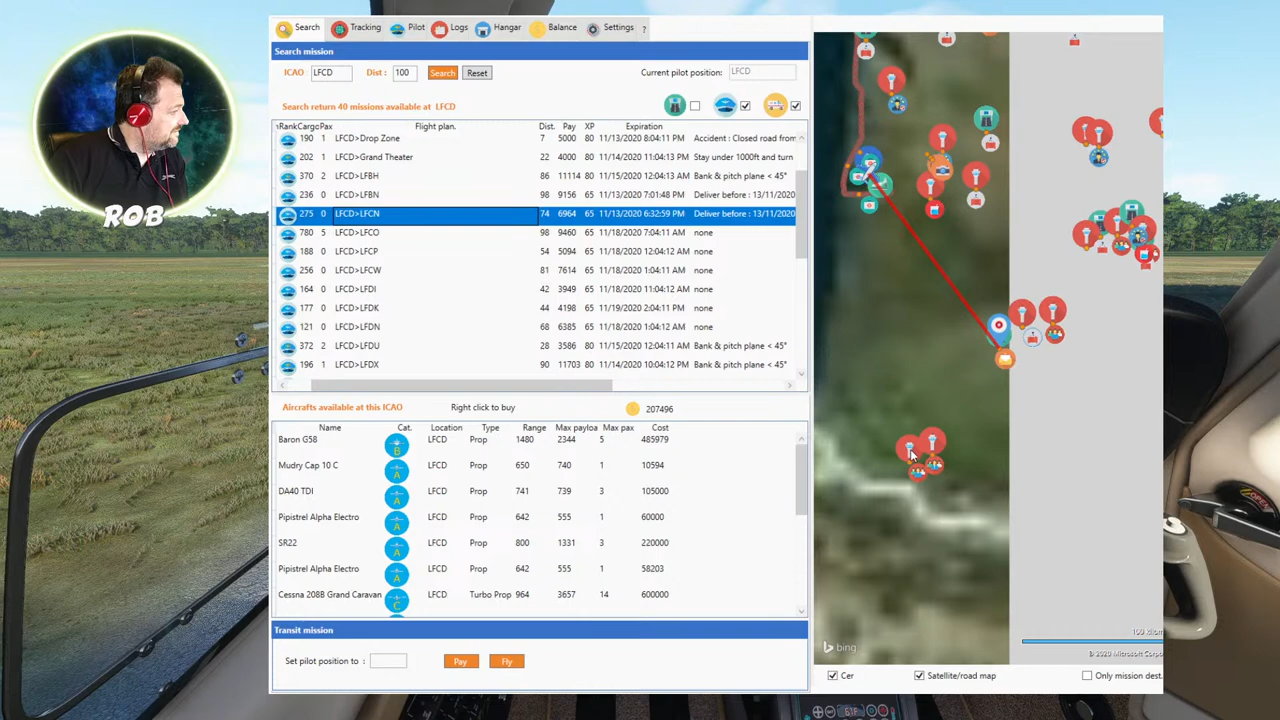 Search Tracking Pilot Logs Hangar Balance Settings ?
Search mission
ICAO LFCD Dist : 100 Search Reset Current pilot position: LFCD
Search return 40 missions available at LFCD
Rank Cargo Pax Flight plan. Dist. Pay XP Expiration
190 1 LFCD>Drop Zone 7 5000 80 11/13/2020 8:04:11 PM Accident : Closed road from
202 1 LFCD>Grand Theater 22 4000 80 11/14/2020 11:04:13 PM Stay under 1000ft and turn
370 2 LFCD>LFBH 86 11114 80 11/15/2020 12:04:13 AM Bank & pitch plane < 45°
236 0 LFCD>LFBN 98 9156 65 11/13/2020 7:01:48 PM Deliver before : 13/11/2020
275 0 LFCD>LFCN 74 6964 65 11/13/2020 6:32:59 PM Deliver before : 13/11/2020
780 5 LFCD>LFCO 98 9460 65 11/18/2020 7:04:11 AM none
188 0 LFCD>LFCP 54 5094 65 11/18/2020 12:04:12 AM none
256 0 LFCD>LFCW 81 7614 65 11/18/2020 1:04:11 AM none
164 0 LFCD>LFDI 42 3949 65 11/18/2020 11:04:12 AM none
177 0 LFCD>LFDK 44 4198 65 11/19/2020 2:04:11 PM none
121 0 LFCD>LFDN 68 6385 65 11/18/2020 1:04:12 AM none
372 2 LFCD>LFDU 28 3586 80 11/15/2020 12:04:11 AM Bank & pitch plane < 45°
196 1 LFCD>LFDX 90 11703 80 11/14/2020 10:04:12 PM Bank & pitch plane < 45°
Aircrafts available at this ICAO Right click to buy 207496
Name Cat. Location Type Range Max payloa Max pax Cost
Baron G58 B LFCD Prop 1480 2344 5 485979
Mudry Cap 10 C A LFCD Prop 650 740 1 10594
DA40 TDI A LFCD Prop 741 739 3 105000
Pipistrel Alpha Electro A LFCD Prop 642 555 1 60000
SR22 A LFCD Prop 800 1331 3 220000
Pipistrel Alpha Electro A LFCD Prop 642 555 1 58203
Cessna 208B Grand Caravan C LFCD Turbo Prop 964 3657 14 600000
Transit mission
Set pilot position to : Pay Fly
ROB
bing
© 2020 Microsoft Corpo
Cer Satellite/road map Only mission dest.